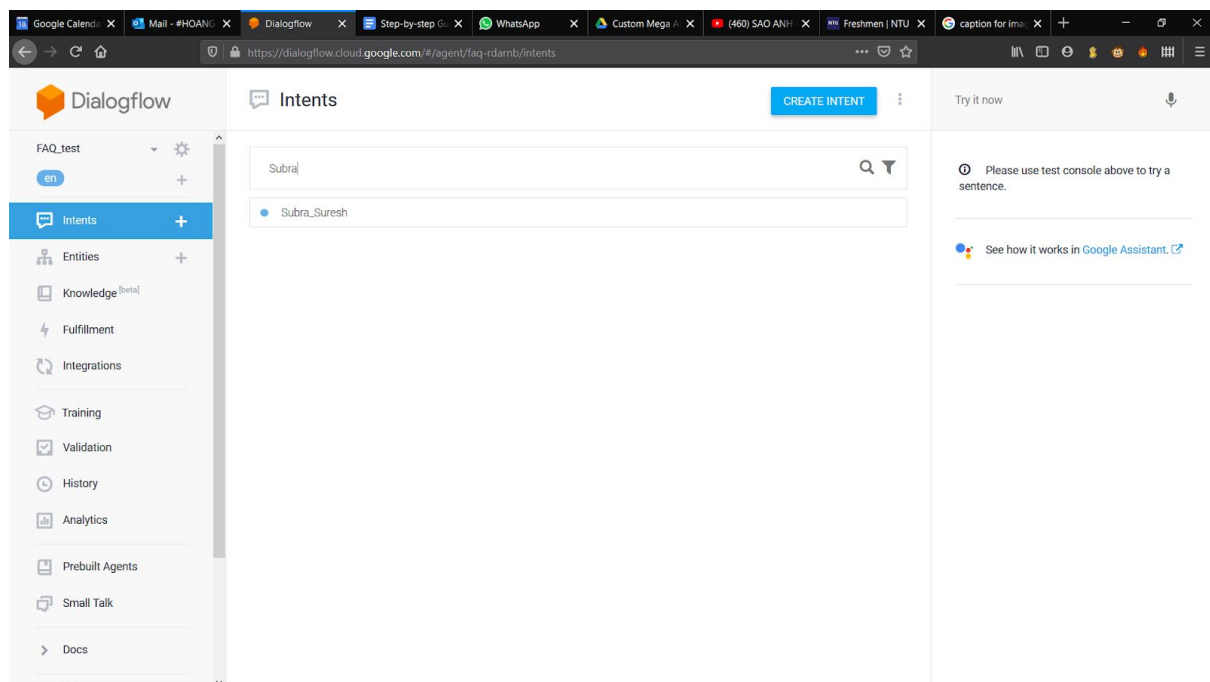 Google Calenda
Mail - #HOANG
Dialogflow
Step-by-step Gu
WhatsApp
Custom Mega A
(460) SAO ANH
Freshmen | NTU
caption for imag
https://dialogflow.cloud.google.com/#/agent/faq-rdarnb/intents
Dialogflow
Intents
CREATE INTENT
Try it now
FAQ_test
en
Subra
Please use test console above to try a
sentence.
Intents
Subra_Suresh
Entities
See how it works in Google Assistant.
Knowledge [beta]
Fulfillment
Integrations
Training
Validation
History
Analytics
Prebuilt Agents
Small Talk
Docs